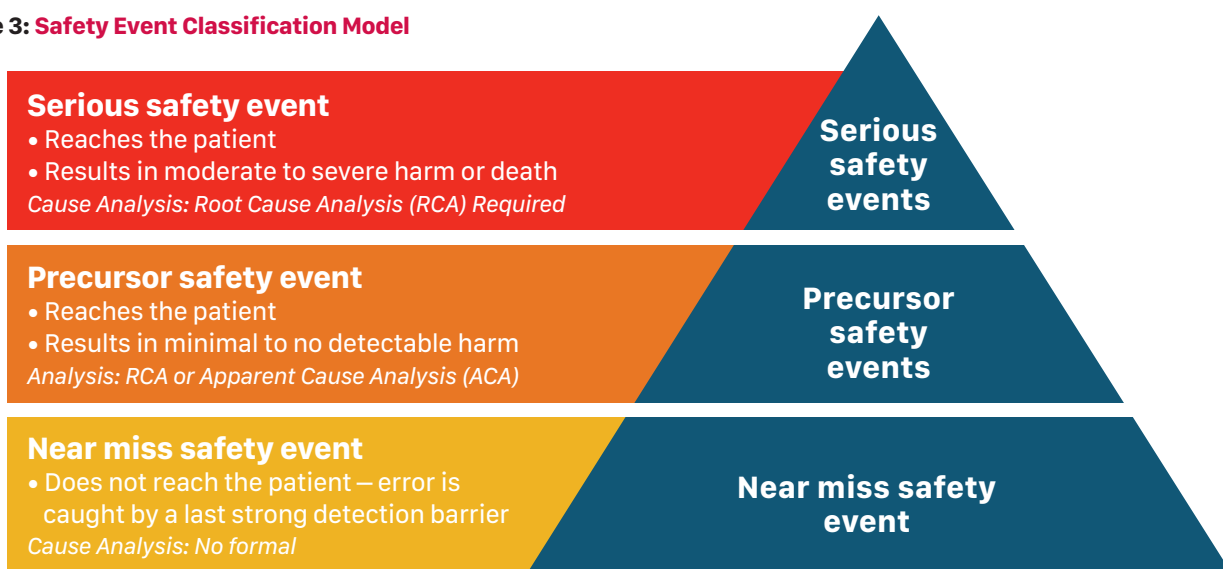 e 3: Safety Event Classification Model
Serious safety event
• Reaches the patient
• Results in moderate to severe harm or death
Cause Analysis: Root Cause Analysis (RCA) Required
Serious
safety
events
Precursor safety event
• Reaches the patient
• Results in minimal to no detectable harm
Analysis: RCA or Apparent Cause Analysis (ACA)
Precursor
safety
events
Near miss safety event
• Does not reach the patient – error is
caught by a last strong detection barrier
Cause Analysis: No formal
Near miss safety
event